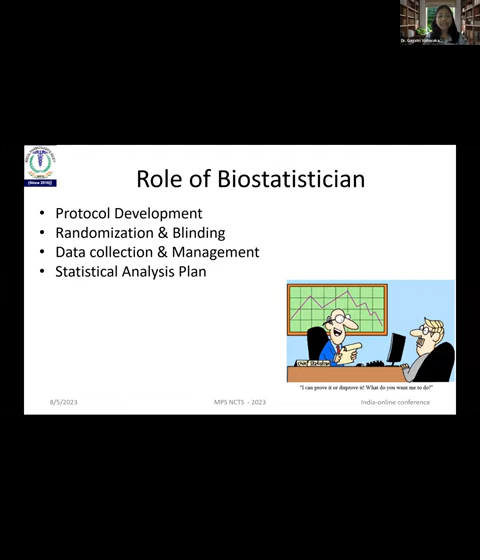 Role of Biostatistician
• Protocol Development
• Randomization & Blinding
• Data collection & Management
• Statistical Analysis Plan
"I can prove it or disprove it! What do you want me to do?"
8/5/2023
MPS NCTS - 2023
India-online conference